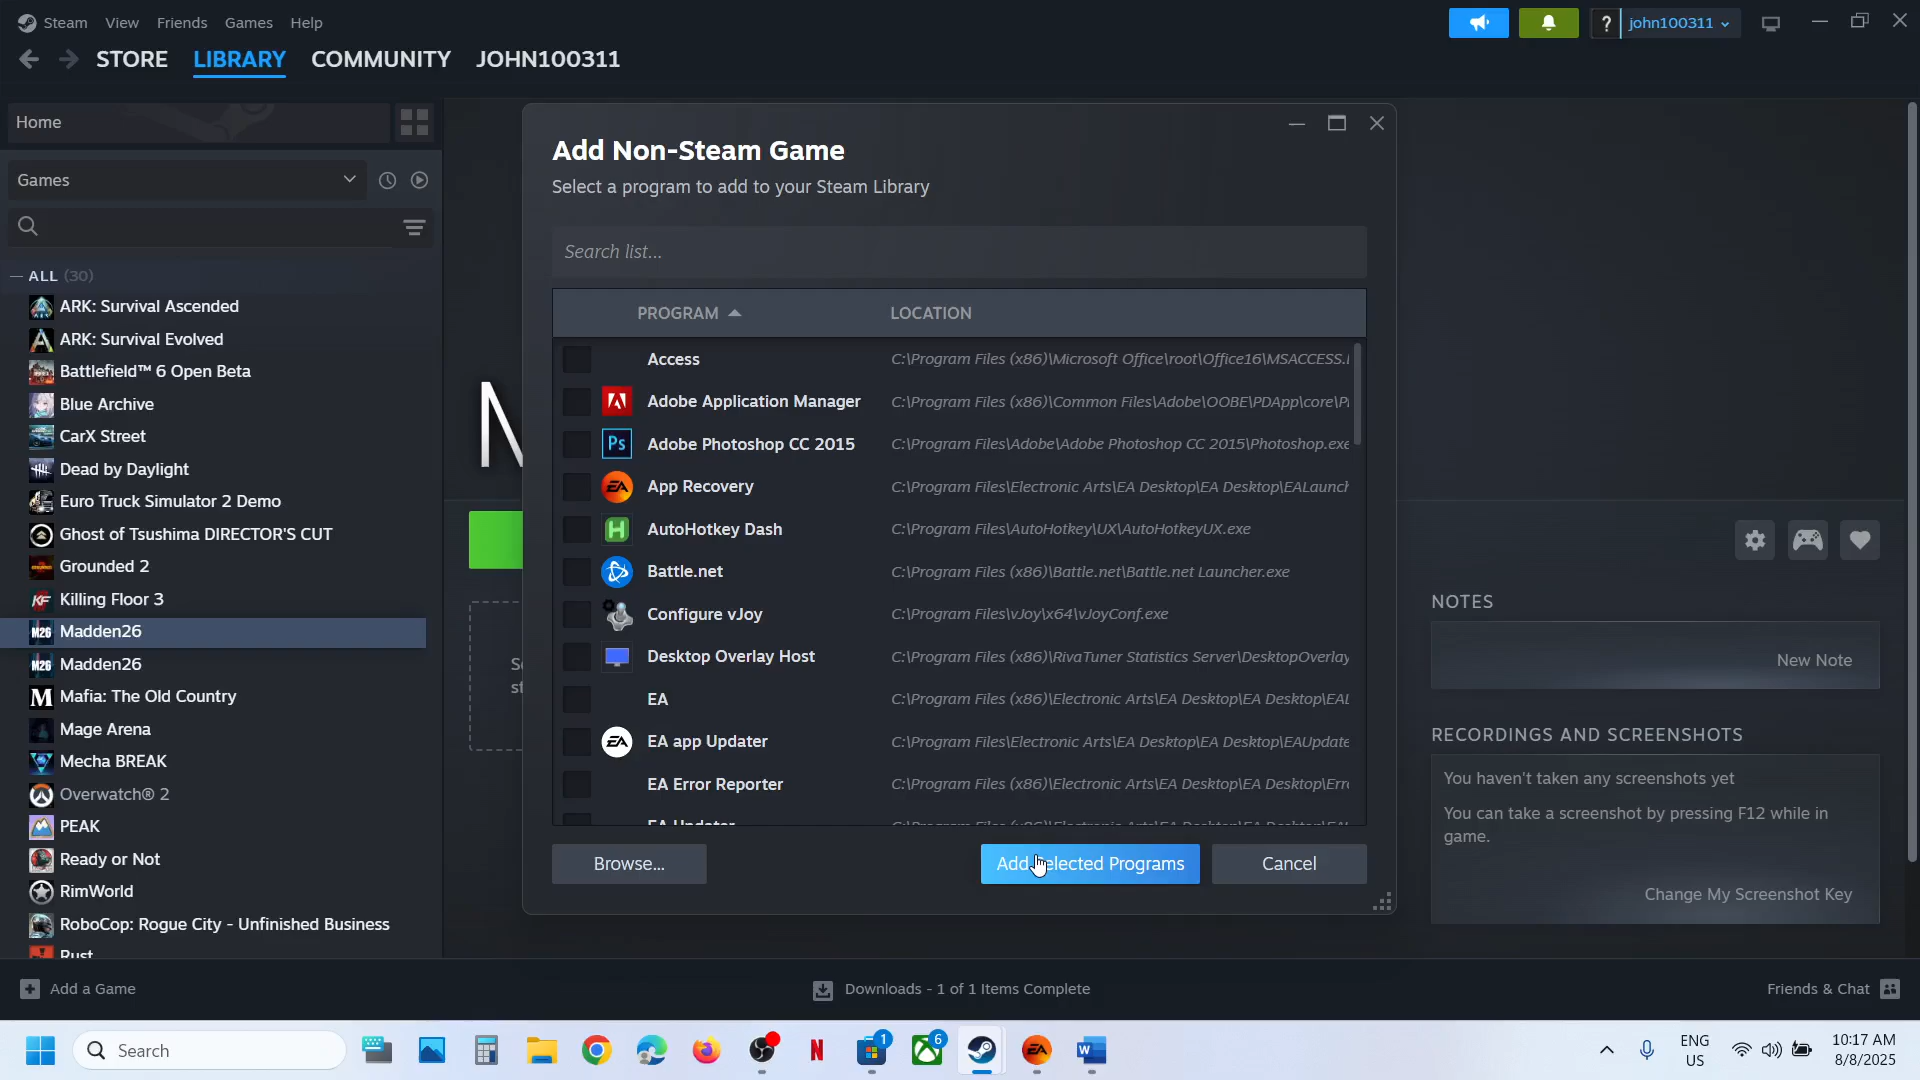 Steam View Friends Games Help
john100311
STORE LIBRARY COMMUNITY JOHN100311
Home
Games
— ALL (30)
ARK: Survival Ascended
ARK: Survival Evolved
Battlefield™ 6 Open Beta
Blue Archive
CarX Street
Dead by Daylight
Euro Truck Simulator 2 Demo
Ghost of Tsushima DIRECTOR'S CUT
Grounded 2
Killing Floor 3
Madden26
Madden26
Mafia: The Old Country
Mage Arena
Mecha BREAK
Overwatch® 2
PEAK
Ready or Not
RimWorld
RoboCop: Rogue City - Unfinished Business
Rust
Add Non-Steam Game
Select a program to add to your Steam Library
Search list...
PROGRAM LOCATION
Access C:\Program Files (x86)\Microsoft Office\root\Office16\MSACCESS.
Adobe Application Manager C:\Program Files (x86)\Common Files\Adobe\OOBE\PDApp\core\P
Adobe Photoshop CC 2015 C:\Program Files\Adobe\Adobe Photoshop CC 2015\Photoshop.exe
App Recovery C:\Program Files\Electronic Arts\EA Desktop\EA Desktop\EALaunch
AutoHotkey Dash C:\Program Files\AutoHotkey\UX\AutoHotkeyUX.exe
Battle.net C:\Program Files (x86)\Battle.net\Battle.net Launcher.exe
Configure vJoy C:\Program Files\vJoy\x64\vJoyConf.exe
Desktop Overlay Host C:\Program Files (x86)\RivaTuner Statistics Server\DesktopOverlay
EA C:\Program Files (x86)\Electronic Arts\EA Desktop\EA Desktop\EAL
EA app Updater C:\Program Files\Electronic Arts\EA Desktop\EA Desktop\EAUpdate
EA Error Reporter C:\Program Files (x86)\Electronic Arts\EA Desktop\EA Desktop\Erro
EA Updater
Browse... Add Selected Programs Cancel
M
NOTES
New Note
RECORDINGS AND SCREENSHOTS
You haven't taken any screenshots yet
You can take a screenshot by pressing F12 while in
game.
Change My Screenshot Key
Add a Game
Downloads - 1 of 1 Items Complete
Friends & Chat
Search
1
6
ENG
US
10:17 AM
8/8/2025